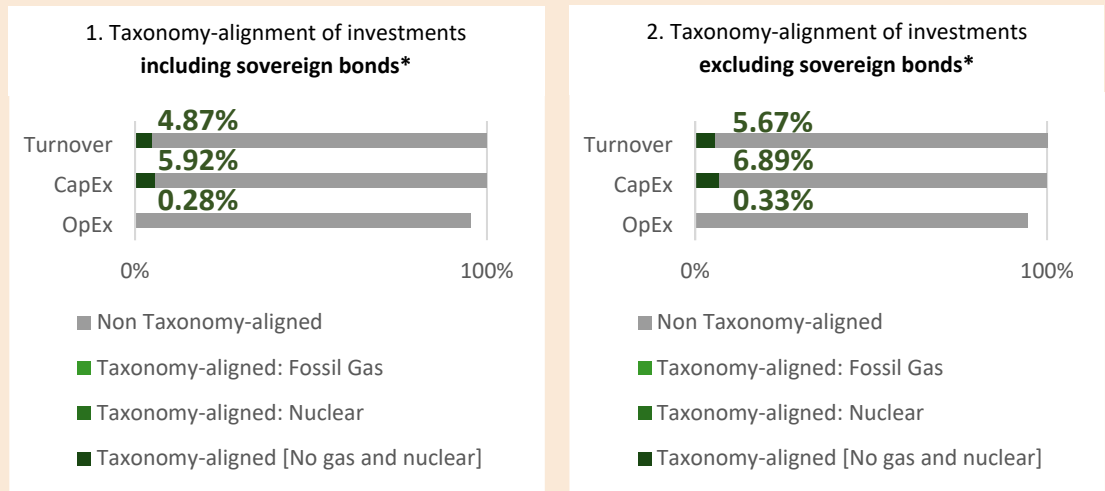 1. Taxonomy-alignment of investments
including sovereign bonds*
4.87%
Turnover
5.92%
CapEx
0.28%
OpEx
0%
100%
Non Taxonomy-aligned
Taxonomy-aligned: Fossil Gas
Taxonomy-aligned: Nuclear
Taxonomy-aligned [No gas and nuclear]
2. Taxonomy-alignment of investments
excluding sovereign bonds*
5.67%
Turnover
6.89%
CapEx
0.33%
OpEx
0%
100%
Non Taxonomy-aligned
Taxonomy-aligned: Fossil Gas
Taxonomy-aligned: Nuclear
Taxonomy-aligned [No gas and nuclear]